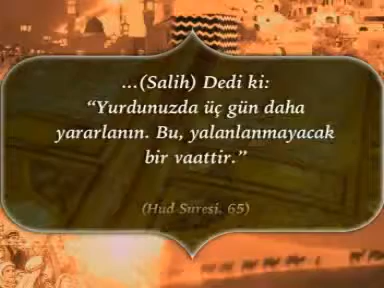 ...(Salih) Dedi ki:
“Yurdunuzda üç gün daha
yararlanın. Bu, yalanlanmayacak
bir vaattir.”
(Hud Suresi, 65)